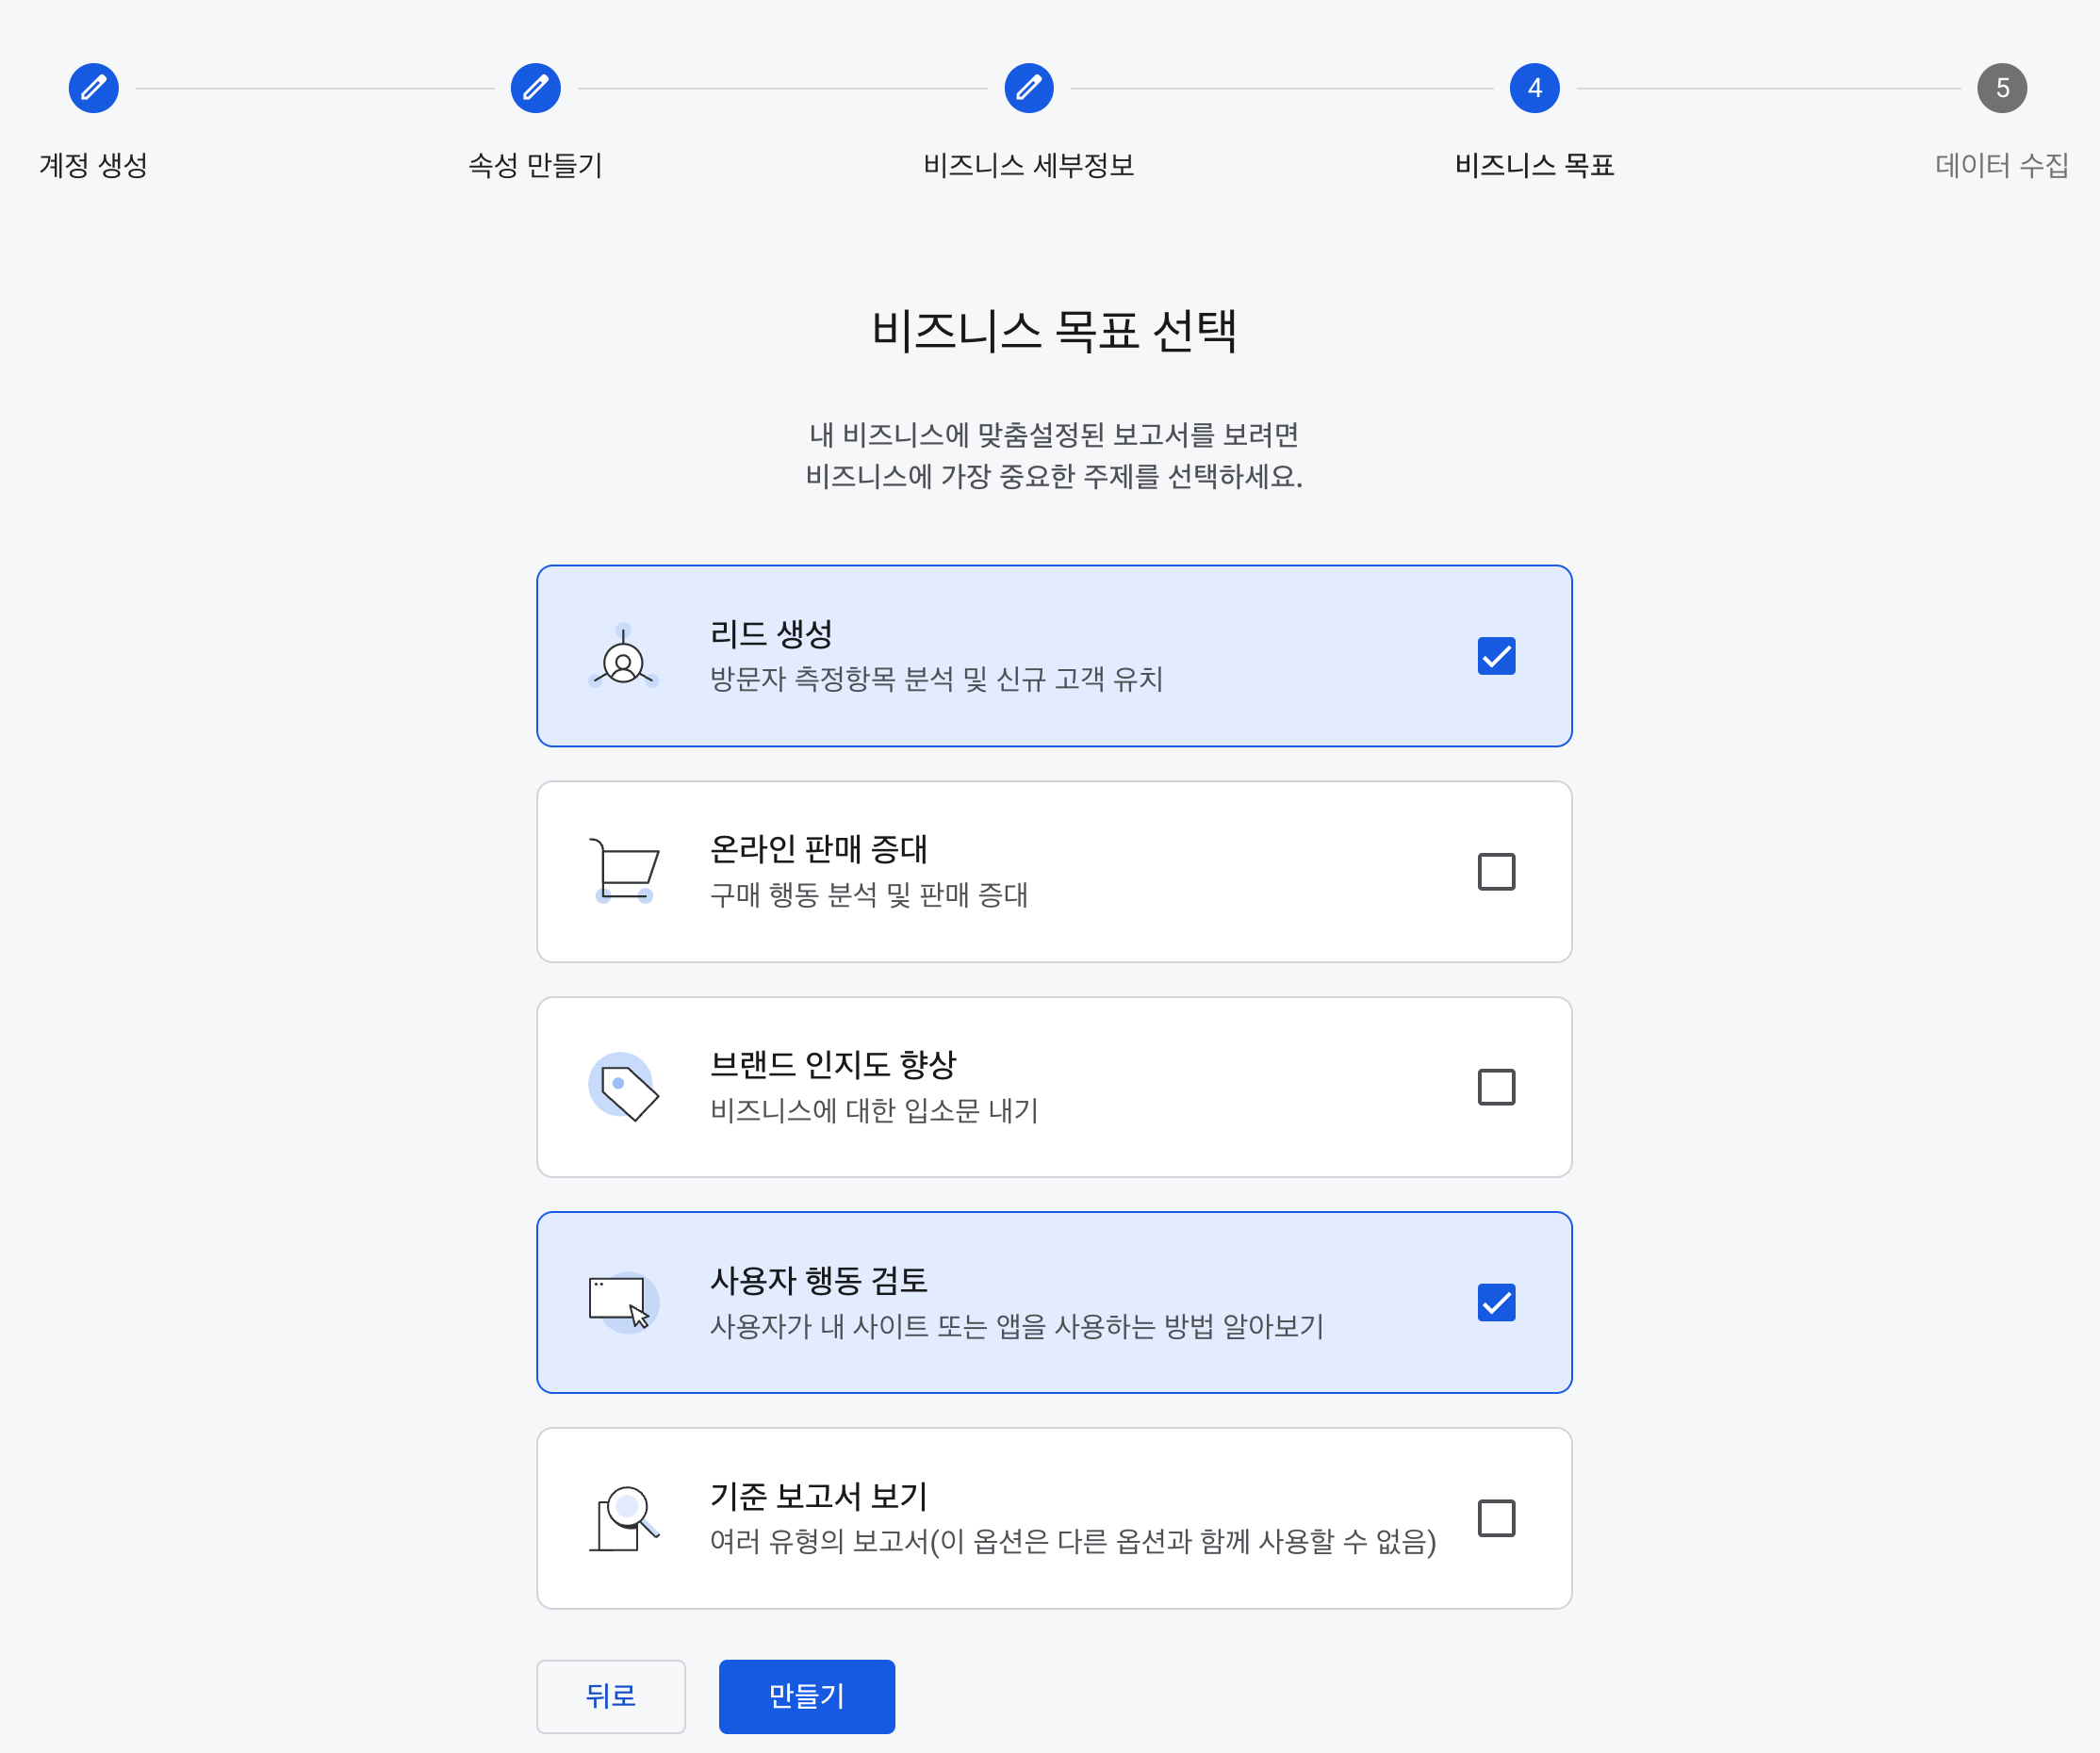 4
5
계정 생성
속성 만들기
비즈니스 세부정보
비즈니스 목표
데이터 수집
비즈니스 목표 선택
내 비즈니스에 맞춤설정된 보고서를 보려면
비즈니스에 가장 중요한 주제를 선택하세요.
리드 생성
방문자 측정항목 분석 및 신규 고객 유치
온라인 판매 증대
구매 행동 분석 및 판매 증대
브랜드 인지도 향상
비즈니스에 대한 입소문 내기
사용자 행동 검토
사용자가 내 사이트 또는 앱을 사용하는 방법 알아보기
기준 보고서 보기
여러 유형의 보고서(이 옵션은 다른 옵션과 함께 사용할 수 없음)
뒤로
만들기